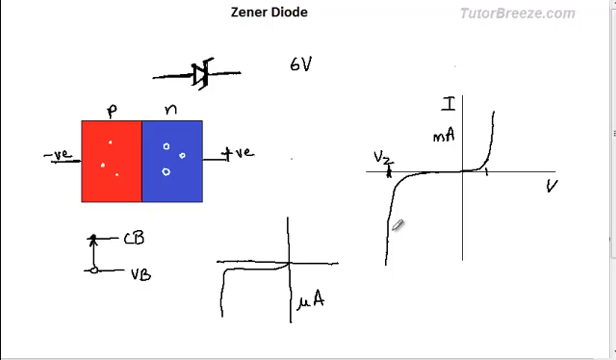 Zener Diode
TutorBreeze.com
6V
p n
-ve +ve
CB
VB
μA
I
mA
Vz
V